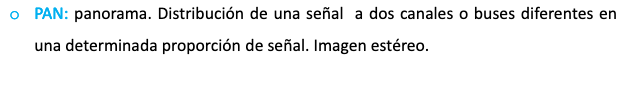 ○ PAN: panorama. Distribución de una señal  a dos canales o buses diferentes en
una determinada proporción de señal. Imagen estéreo.